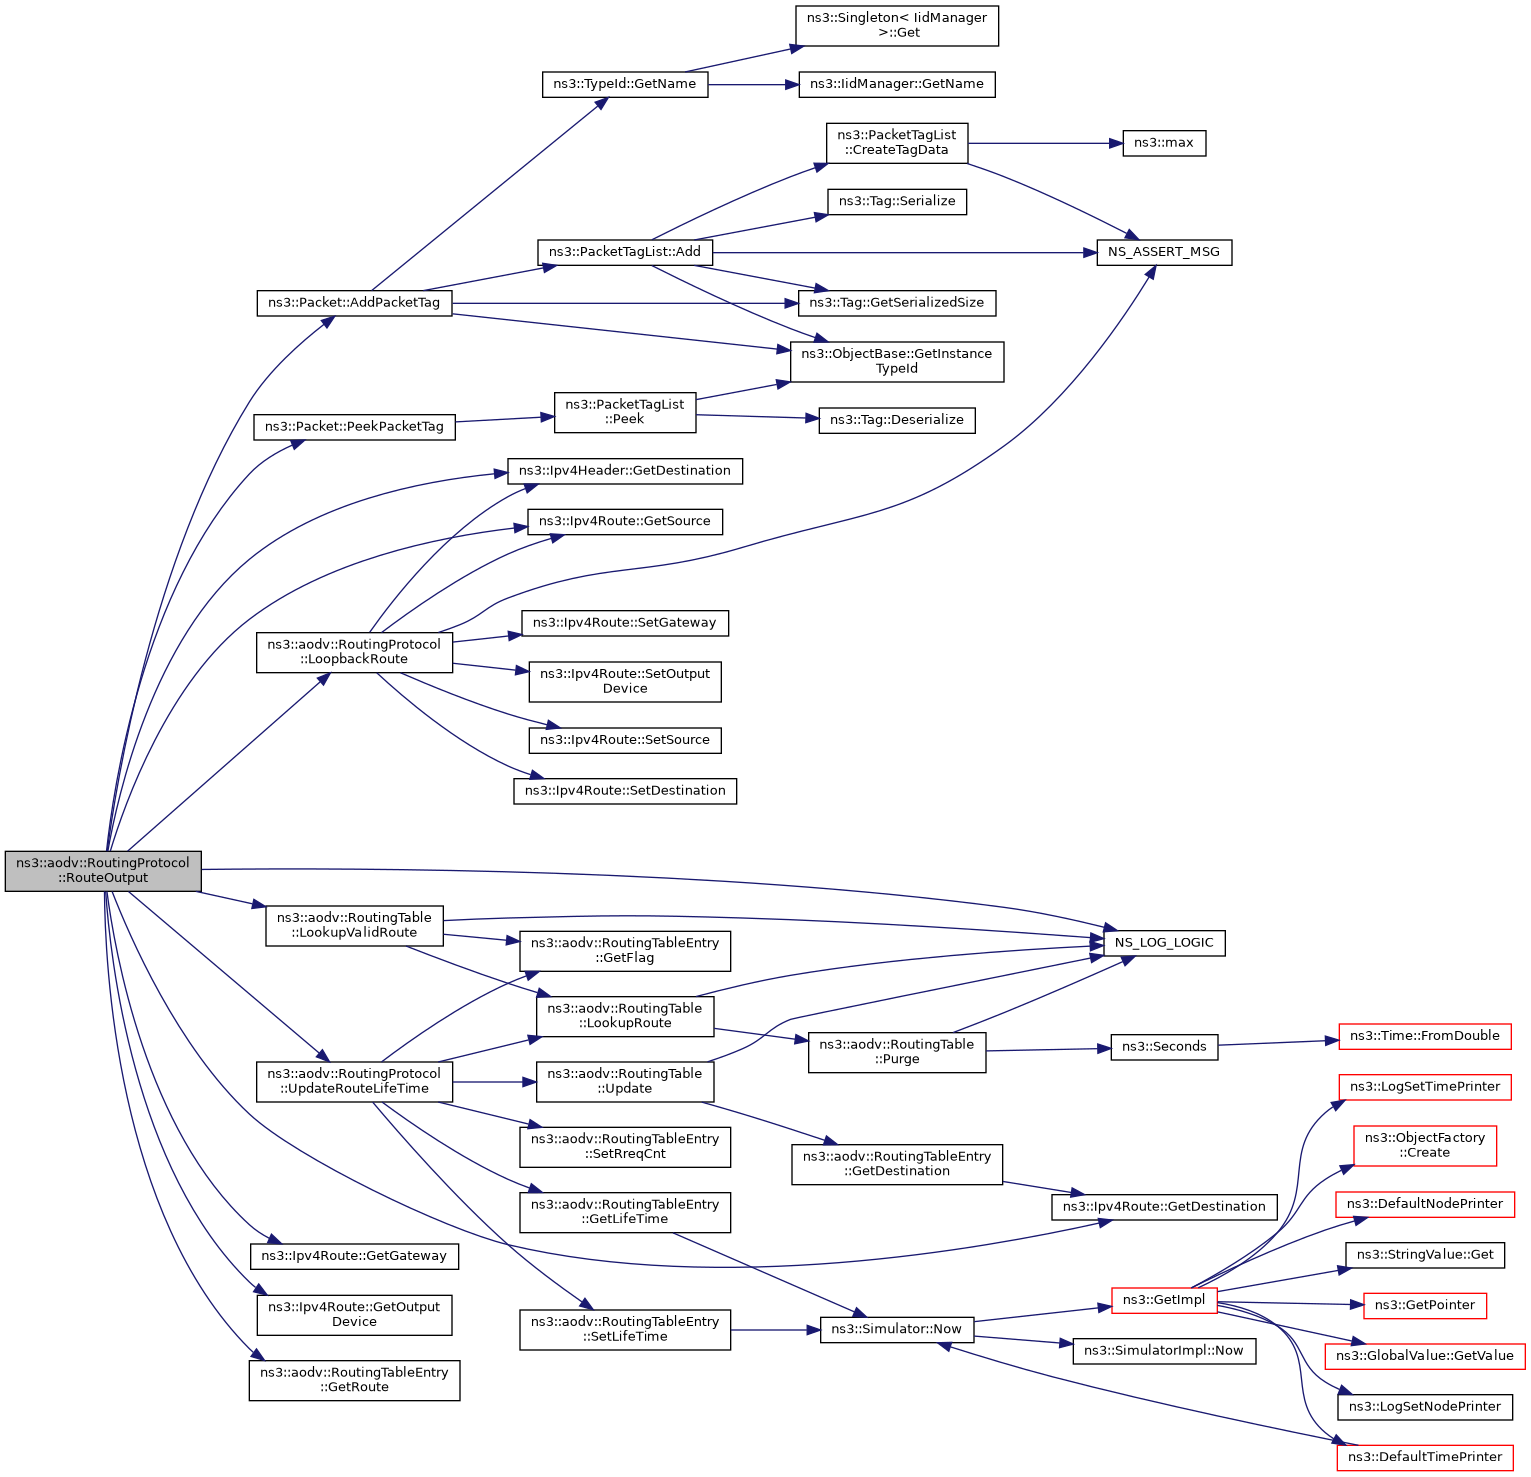 ns3::Singleton< IidManager
>::Get
ns3::TypeId::GetName
ns3::IidManager::GetName
ns3::PacketTagList
::CreateTagData
ns3::max
ns3::Tag::Serialize
ns3::PacketTagList::Add
NS_ASSERT_MSG
ns3::Packet::AddPacketTag
ns3::Tag::GetSerializedSize
ns3::ObjectBase::GetInstance
TypeId
ns3::PacketTagList
::Peek
ns3::Packet::PeekPacketTag
ns3::Tag::Deserialize
ns3::Ipv4Header::GetDestination
ns3::Ipv4Route::GetSource
ns3::Ipv4Route::SetGateway
ns3::aodv::RoutingProtocol
::LoopbackRoute
ns3::Ipv4Route::SetOutput
Device
ns3::Ipv4Route::SetSource
ns3::Ipv4Route::SetDestination
ns3::aodv::RoutingProtocol
::RouteOutput
ns3::aodv::RoutingTable
::LookupValidRoute
ns3::aodv::RoutingTableEntry
::GetFlag
NS_LOG_LOGIC
ns3::aodv::RoutingTable
::LookupRoute
ns3::aodv::RoutingTable
::Purge
ns3::Seconds
ns3::Time::FromDouble
ns3::aodv::RoutingProtocol
::UpdateRouteLifeTime
ns3::aodv::RoutingTable
::Update
ns3::LogSetTimePrinter
ns3::aodv::RoutingTableEntry
::SetRreqCnt
ns3::aodv::RoutingTableEntry
::GetDestination
ns3::ObjectFactory
::Create
ns3::aodv::RoutingTableEntry
::GetLifeTime
ns3::Ipv4Route::GetDestination
ns3::DefaultNodePrinter
ns3::Ipv4Route::GetGateway
ns3::StringValue::Get
ns3::Ipv4Route::GetOutput
Device
ns3::GetImpl
ns3::GetPointer
ns3::aodv::RoutingTableEntry
::SetLifeTime
ns3::Simulator::Now
ns3::SimulatorImpl::Now
ns3::GlobalValue::GetValue
ns3::aodv::RoutingTableEntry
::GetRoute
ns3::LogSetNodePrinter
ns3::DefaultTimePrinter